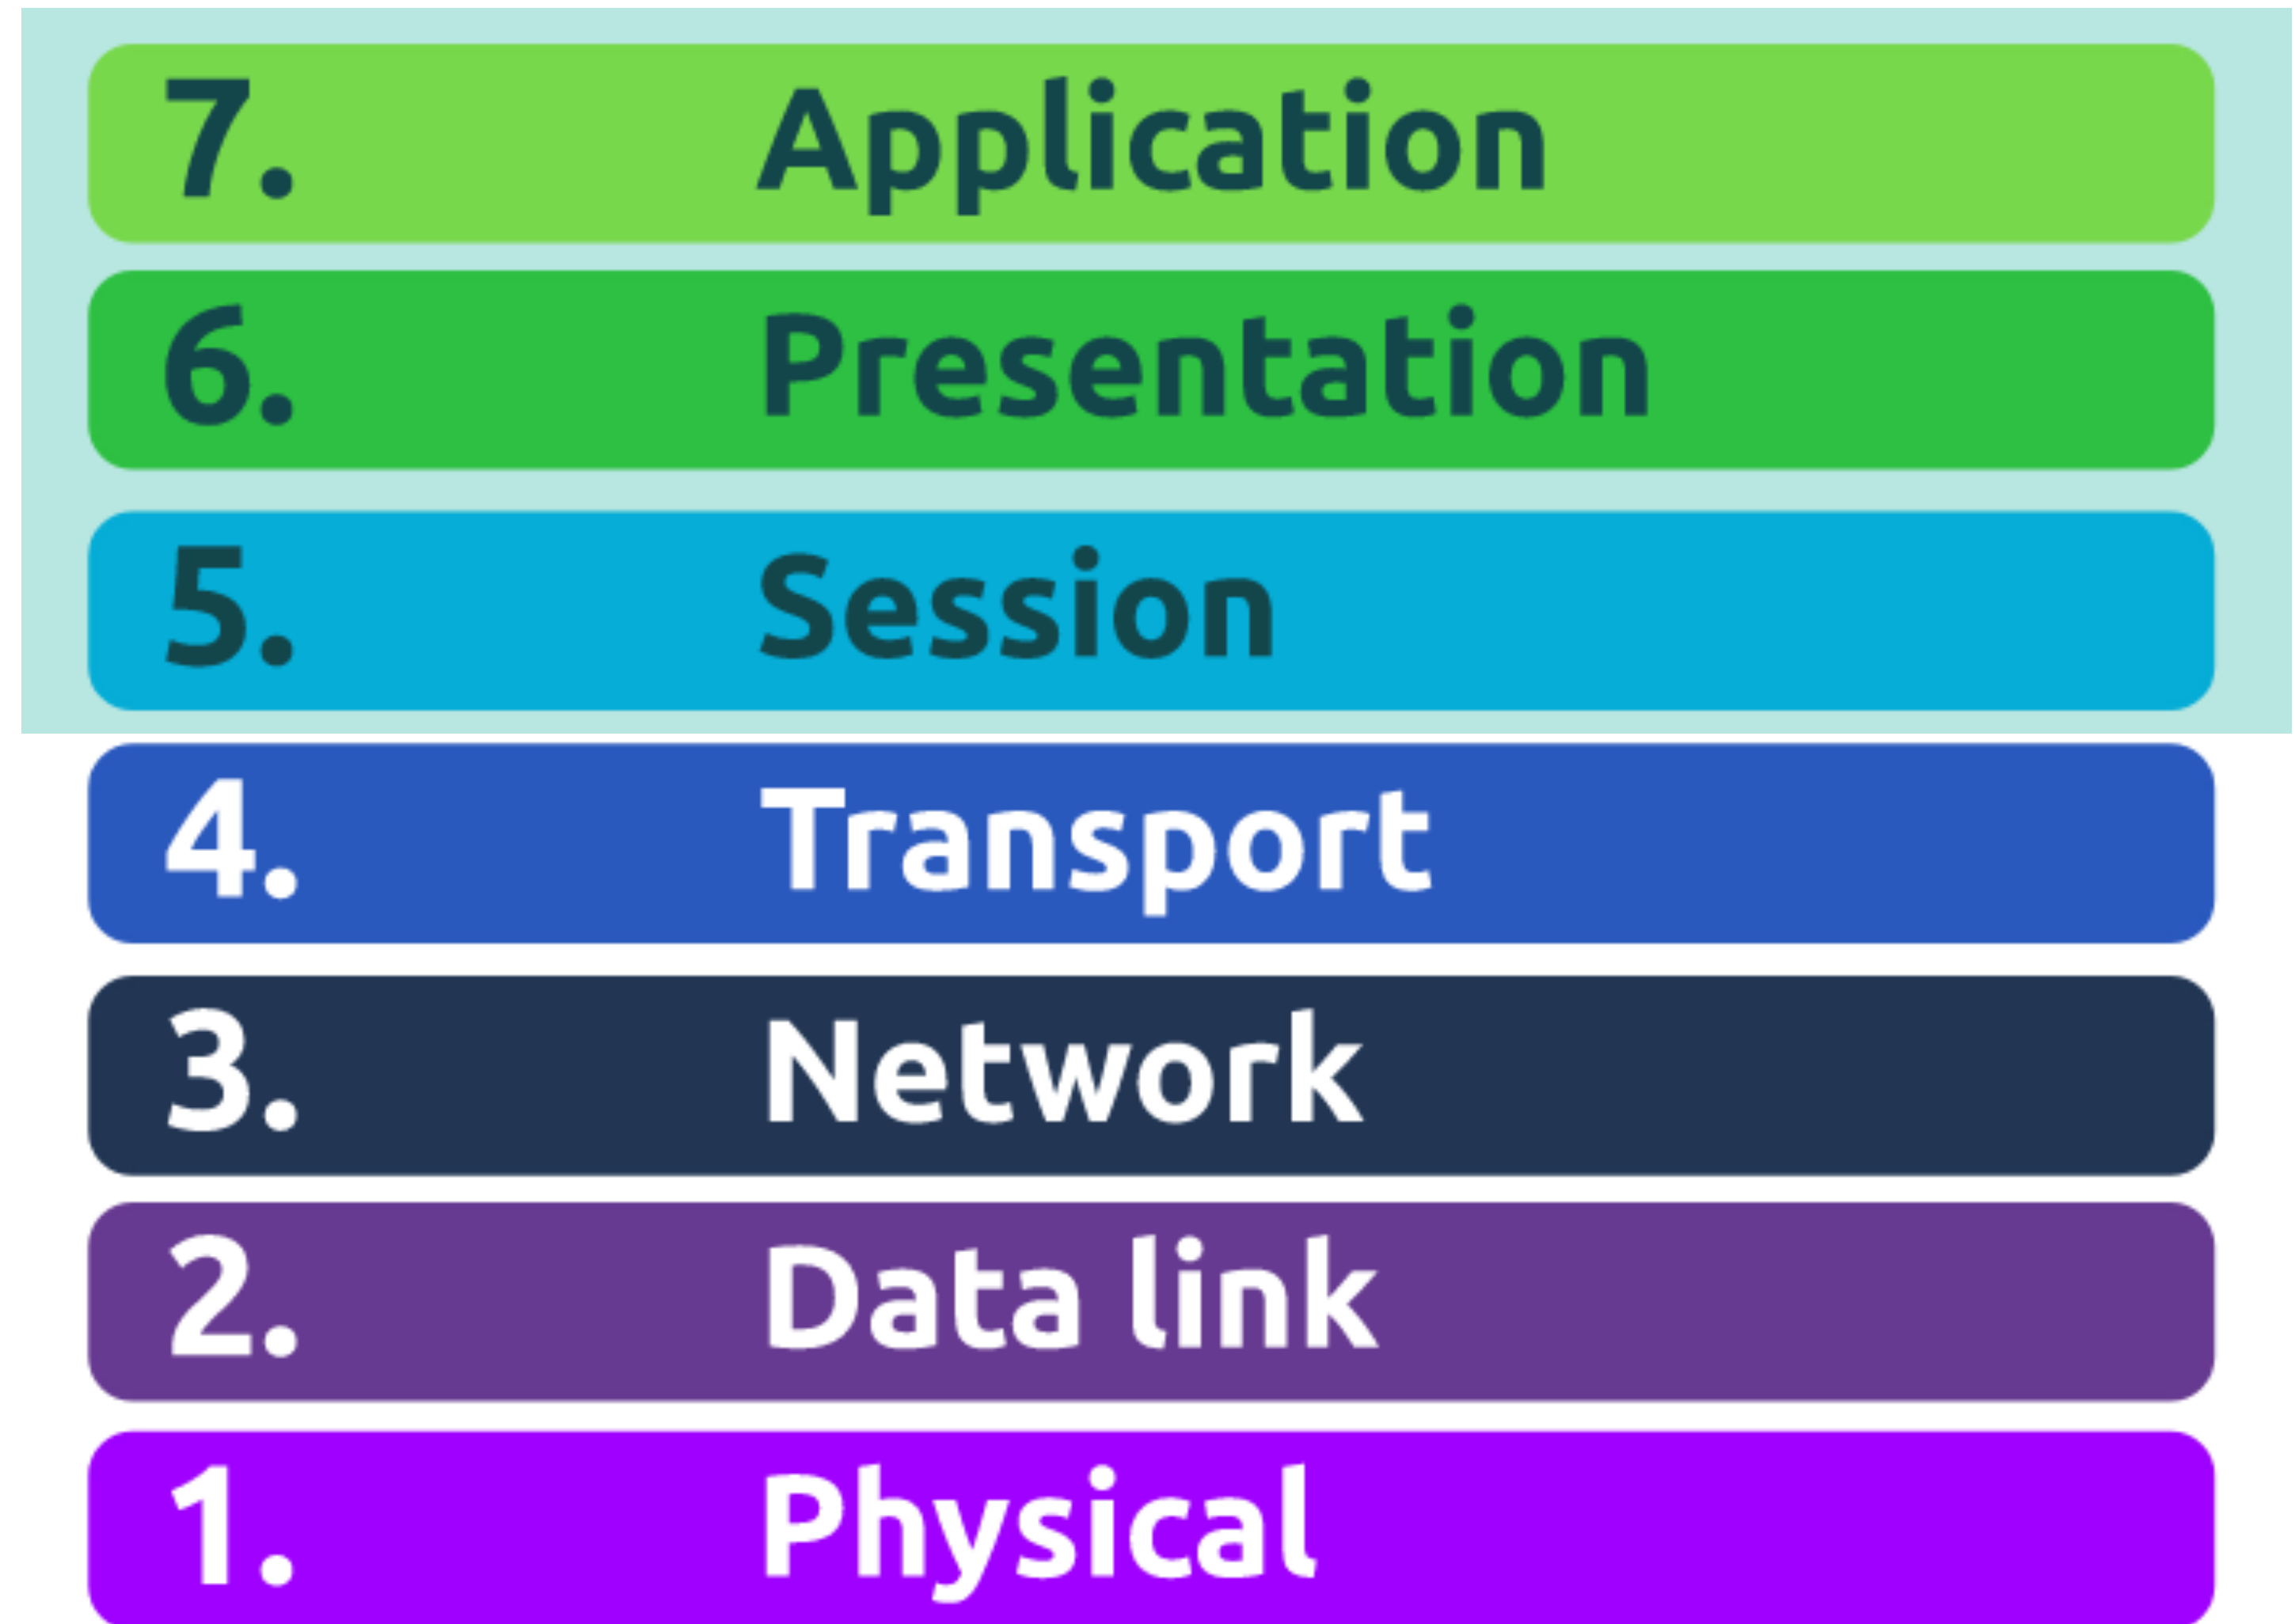 7. Application
6. Presentation
5. Session
4. Transport
3. Network
2. Data link
1. Physical